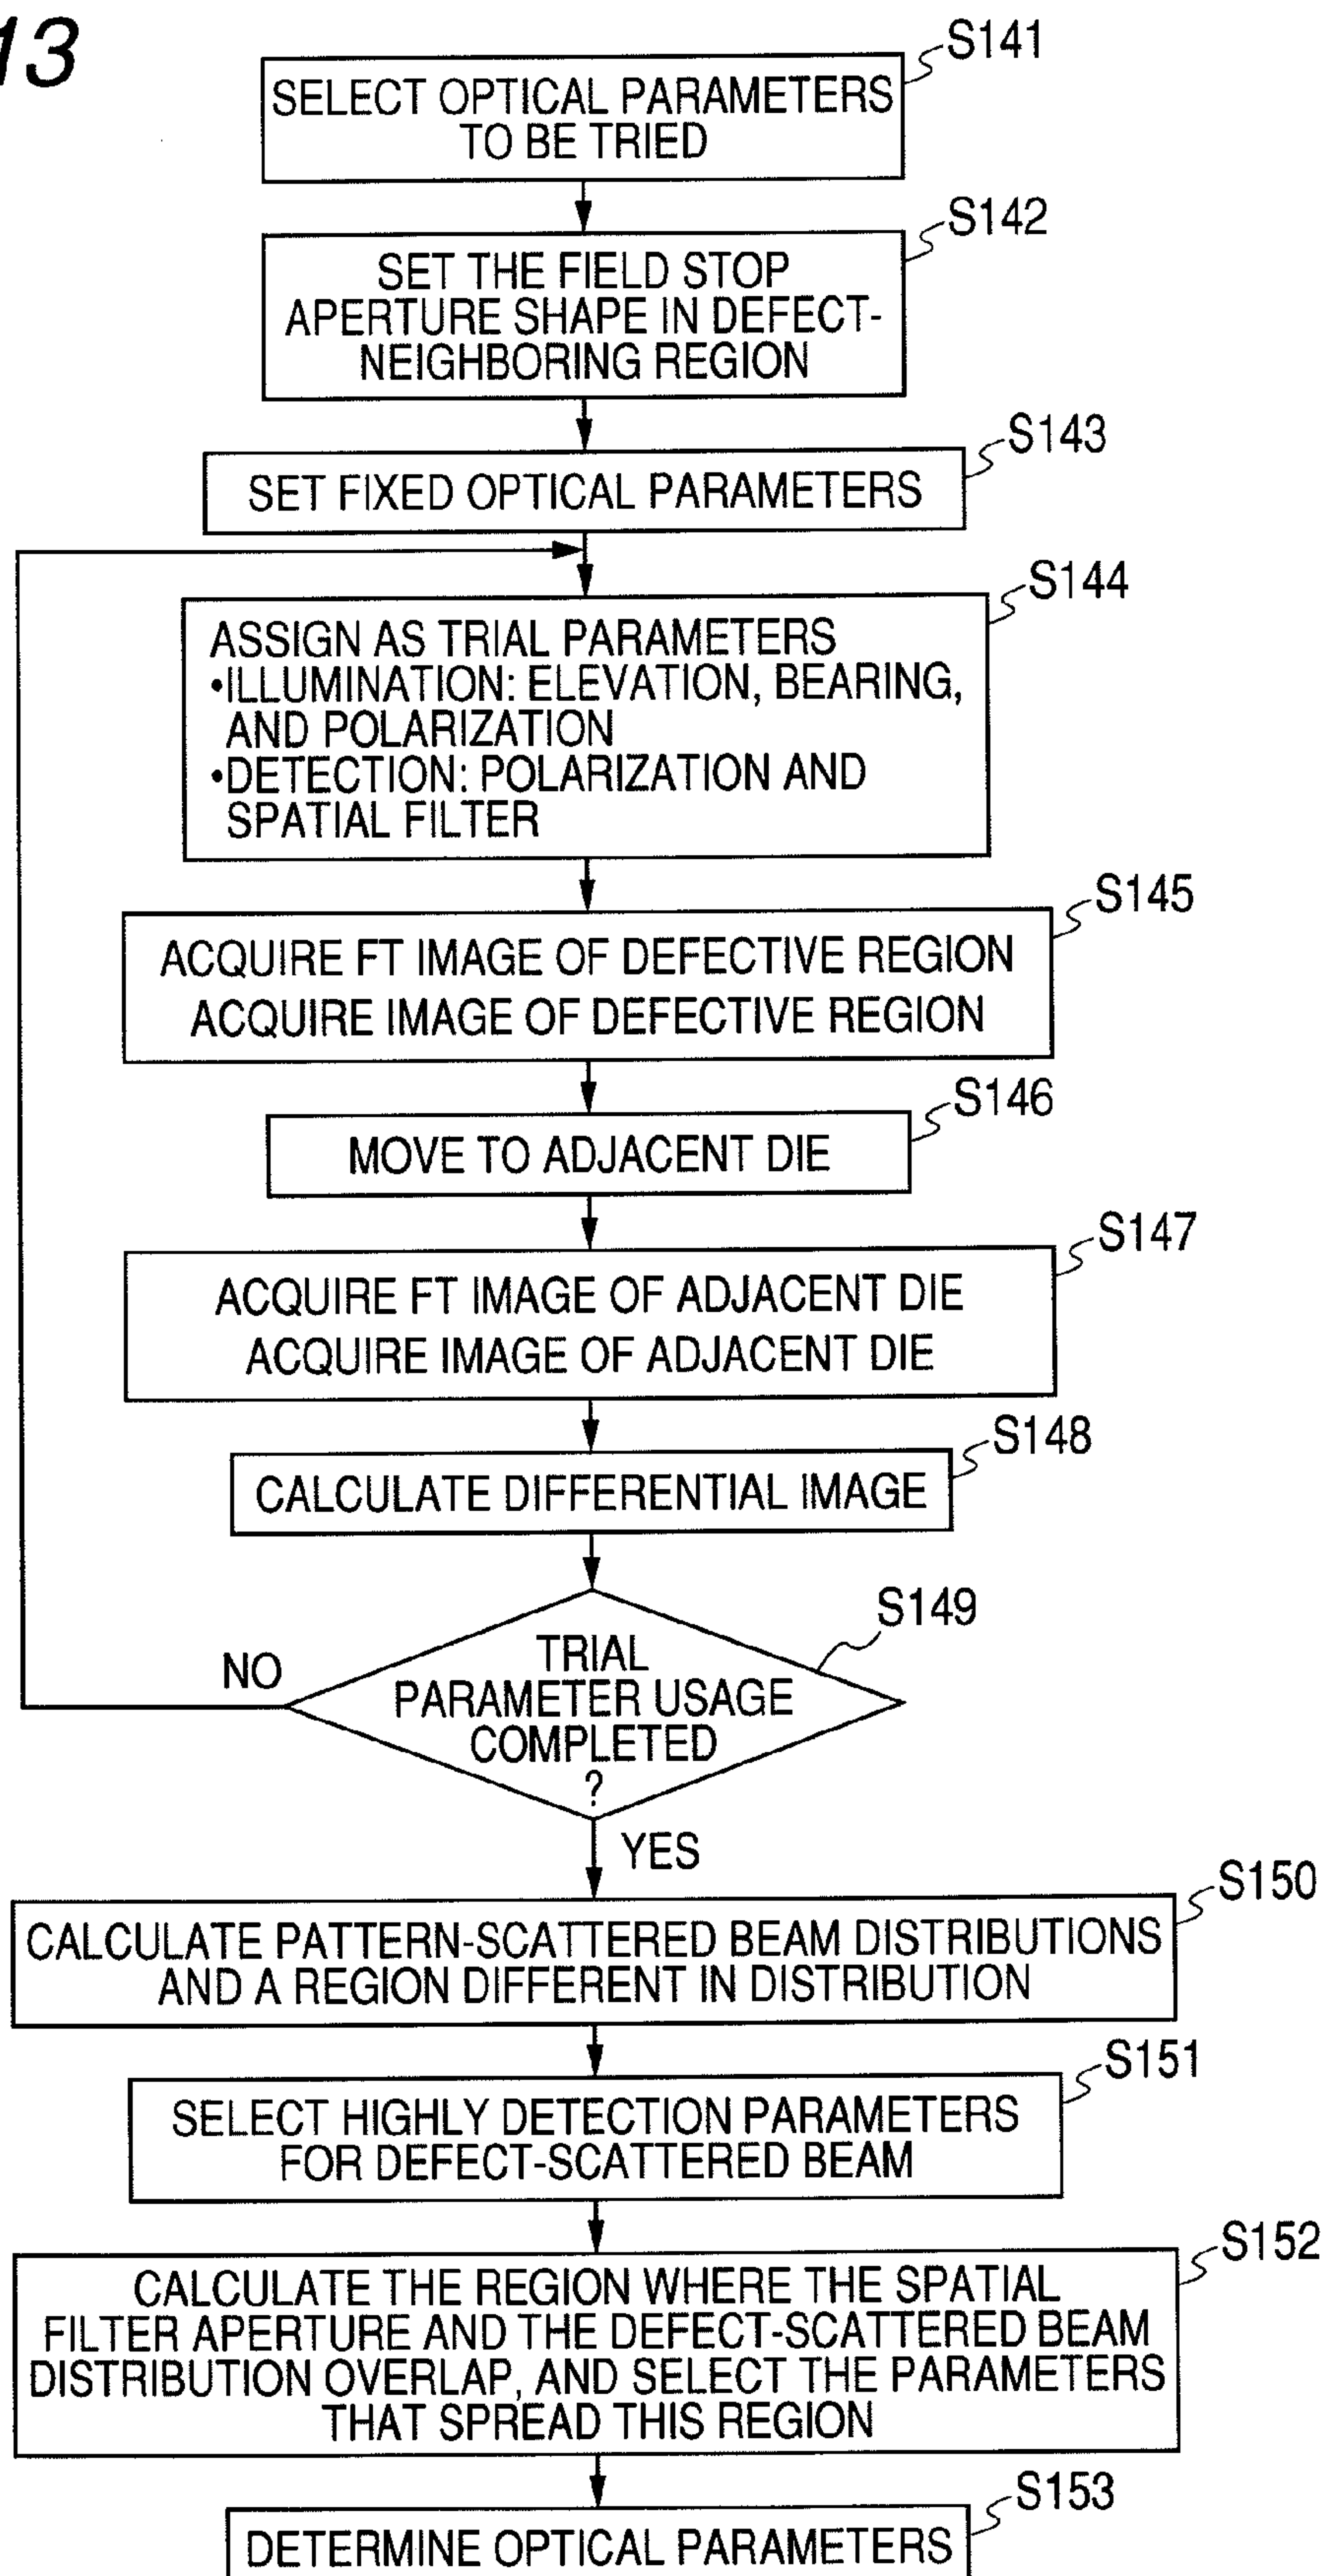 13
S141
SELECT OPTICAL PARAMETERS
TO BE TRIED
S142
SET THE FIELD STOP
APERTURE SHAPE IN DEFECT-
NEIGHBORING REGION
S143
SET FIXED OPTICAL PARAMETERS
S144
ASSIGN AS TRIAL PARAMETERS
•ILLUMINATION: ELEVATION, BEARING,
AND POLARIZATION
•DETECTION: POLARIZATION AND
SPATIAL FILTER
S145
ACQUIRE FT IMAGE OF DEFECTIVE REGION
ACQUIRE IMAGE OF DEFECTIVE REGION
S146
MOVE TO ADJACENT DIE
S147
ACQUIRE FT IMAGE OF ADJACENT DIE
ACQUIRE IMAGE OF ADJACENT DIE
S148
CALCULATE DIFFERENTIAL IMAGE
S149
TRIAL
PARAMETER USAGE
COMPLETED
?
NO
YES
S150
CALCULATE PATTERN-SCATTERED BEAM DISTRIBUTIONS
AND A REGION DIFFERENT IN DISTRIBUTION
S151
SELECT HIGHLY DETECTION PARAMETERS
FOR DEFECT-SCATTERED BEAM
S152
CALCULATE THE REGION WHERE THE SPATIAL
FILTER APERTURE AND THE DEFECT-SCATTERED BEAM
DISTRIBUTION OVERLAP, AND SELECT THE PARAMETERS
THAT SPREAD THIS REGION
S153
DETERMINE OPTICAL PARAMETERS